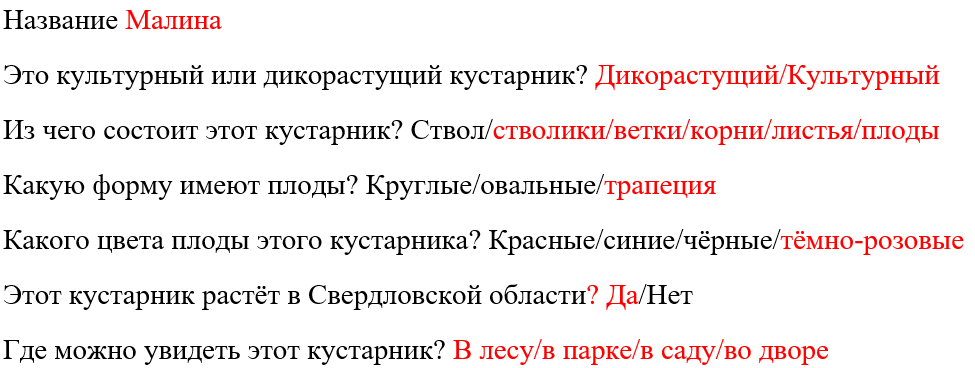 Название Малина
Это культурный или дикорастущий кустарник? Дикорастущий/Культурный
Из чего состоит этот кустарник? Ствол/стволики/ветки/корни/листья/плоды
Какую форму имеют плоды? Круглые/овальные/трапеция
Какого цвета плоды этого кустарника? Красные/синие/чёрные/тёмно-розовые
Этот кустарник растёт в Свердловской области? Да/Нет
Где можно увидеть этот кустарник? В лесу/в парке/в саду/во дворе